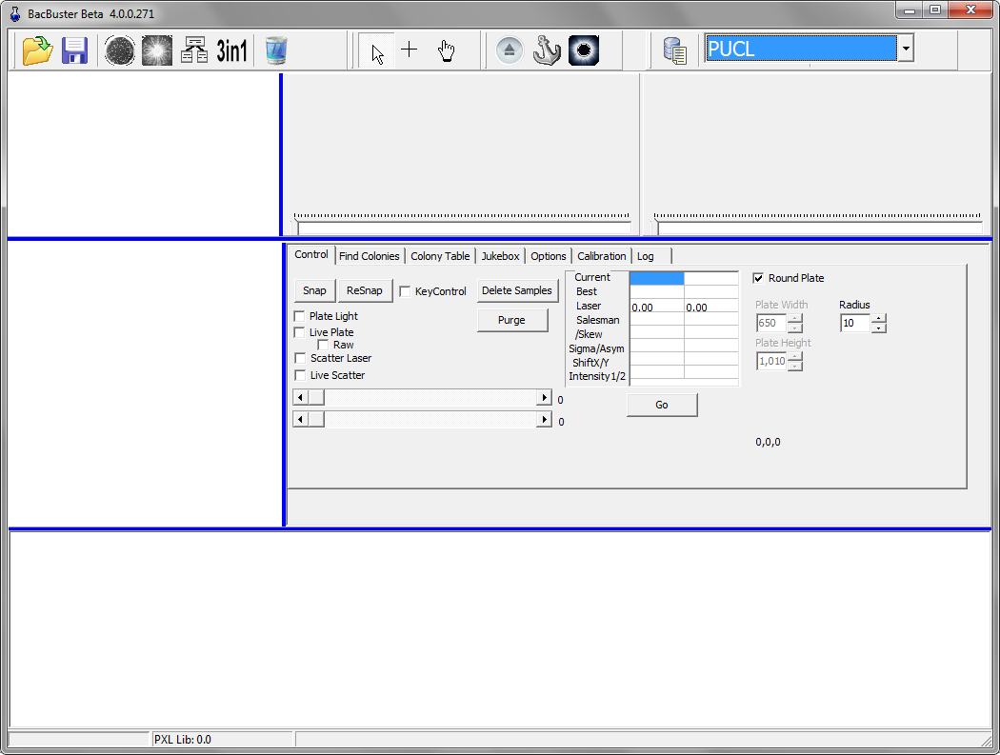 BacBuster Beta 4.0.0.271
3in1
PUCL
Control Find Colonies Colony Table Jukebox Options Calibration Log
Snap ReSnap KeyControl Delete Samples
Purge
Plate Light
Live Plate
Raw
Scatter Laser
Live Scatter
0
0
Current
Best
Laser 0.00 0.00
Salesman
/Skew
Sigma/Asym
ShiftX/Y
Intensity1/2
Go
Round Plate
Plate Width Radius
650 10
Plate Height
1,010
0,0,0
PXL Lib: 0.0